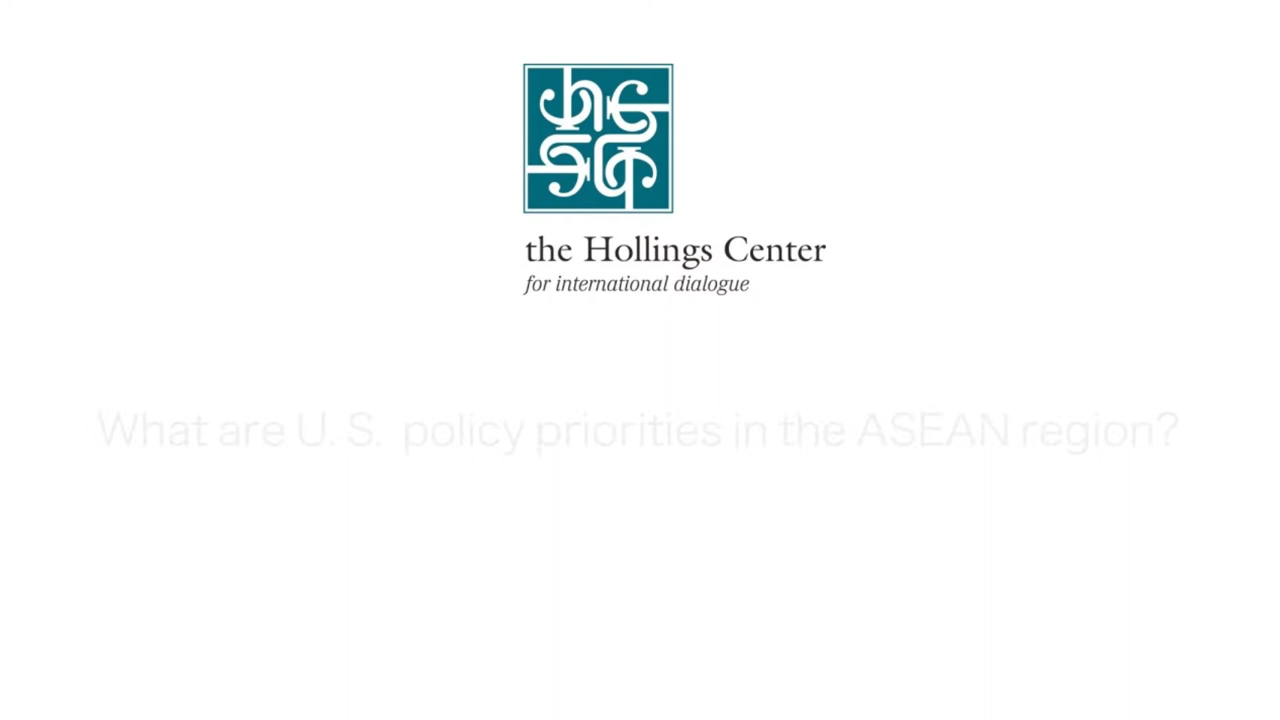 the Hollings Center
for international dialogue
What are U. S. policy priorities in the ASEAN region?